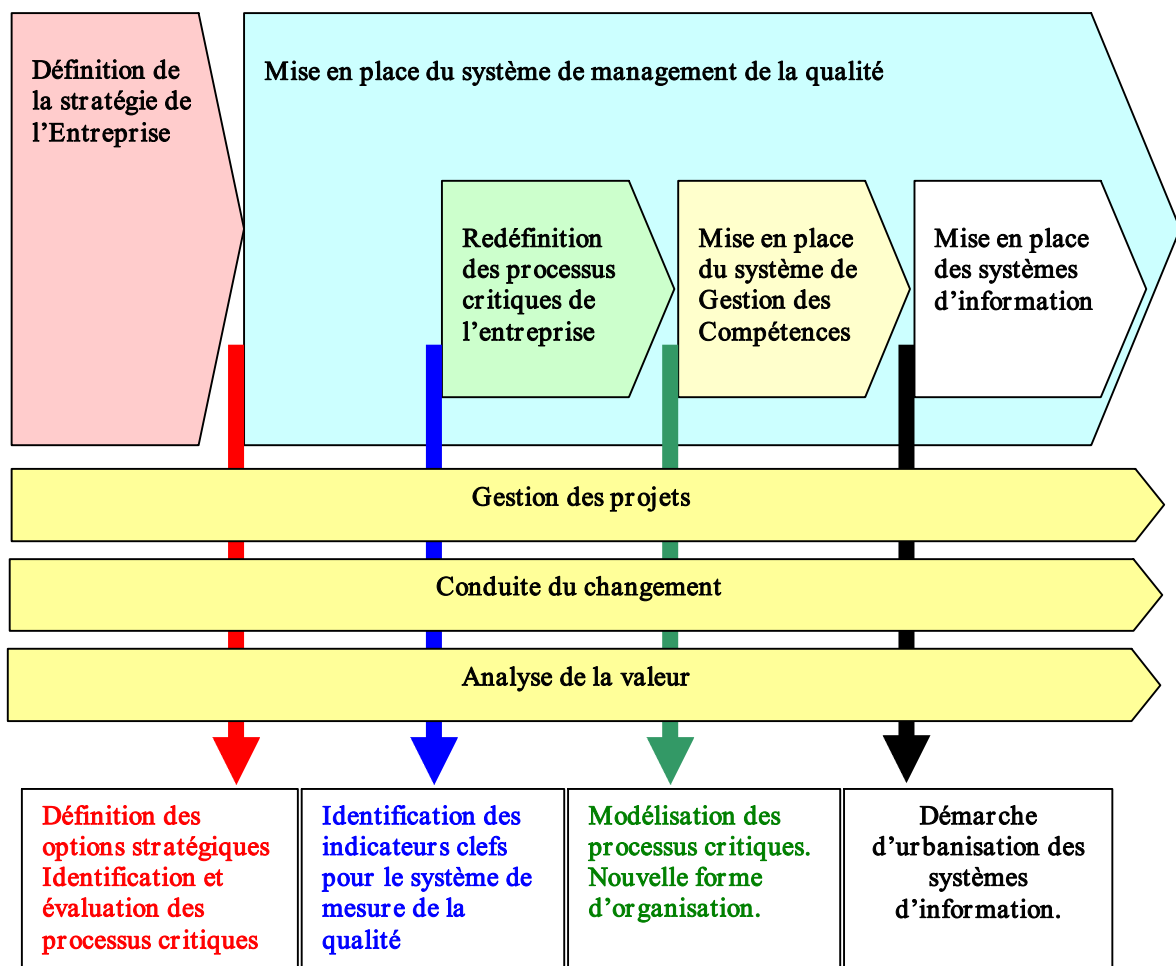 Définition de
la stratégie de
l’Entreprise
Mise en place du système de management de la qualité
Redéfinition
des processus
critiques de
l’entreprise
Mise en place
du système de
Gestion des
Compétences
Mise en place
des systèmes
d’information
Gestion des projets
Conduite du changement
Analyse de la valeur
Définition des
options stratégiques
Identification et
évaluation des
processus critiques
Identification des
indicateurs clefs
pour le système de
mesure de la
qualité
Modélisation des
processus critiques.
Nouvelle forme
d’organisation.
Démarche
d’urbanisation des
systèmes
d’information.